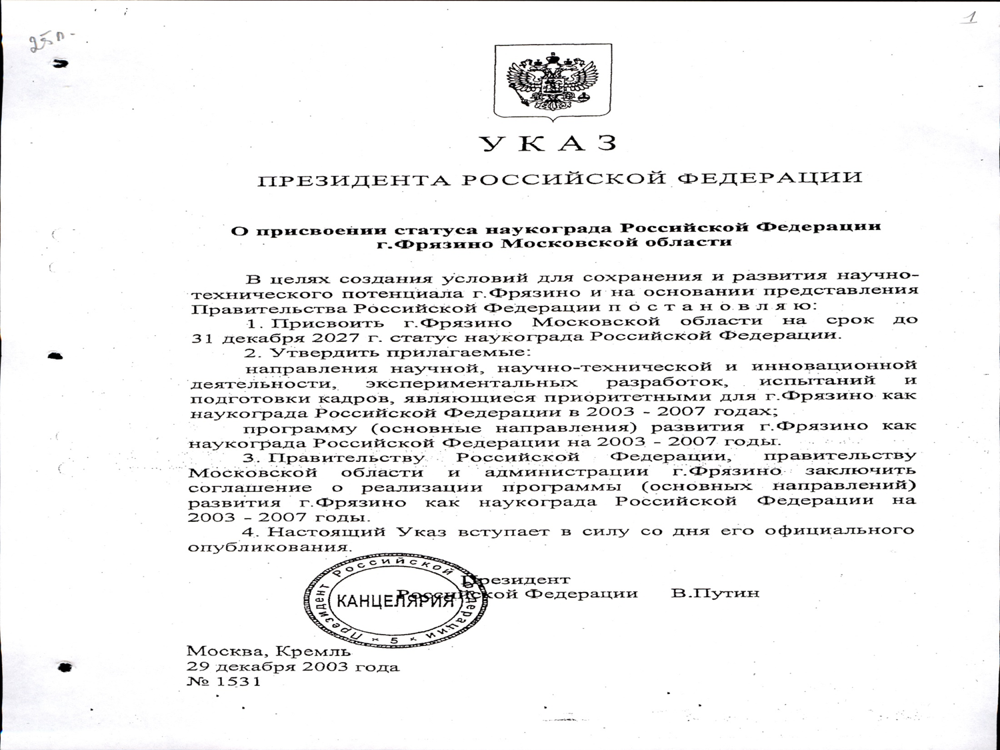 25 п-
1
УКАЗ
ПРЕЗИДЕНТА РОССИЙСКОЙ ФЕДЕРАЦИИ
О присвоении статуса наукограда Российской Федерации
г.Фрязино Московской области
В целях создания условий для сохранения и развития научно-
технического потенциала г.Фрязино и на основании представления
Правительства Российской Федерации п о с т а н о в л я ю:
1. Присвоить г.Фрязино Московской области на срок до
31 декабря 2027 г. статус наукограда Российской Федерации.
2. Утвердить прилагаемые:
направления научной, научно-технической и инновационной
деятельности, экспериментальных разработок, испытаний и
подготовки кадров, являющиеся приоритетными для г.Фрязино как
наукограда Российской Федерации в 2003 - 2007 годах;
программу (основные направления) развития г.Фрязино как
наукограда Российской Федерации на 2003 - 2007 годы.
3. Правительству Российской Федерации, правительству
Московской области и администрации г.Фрязино заключить
соглашение о реализации программы (основных направлений)
развития г.Фрязино как наукограда Российской Федерации на
2003 - 2007 годы.
4. Настоящий Указ вступает в силу со дня его официального
опубликования.
Президент
Российской Федерации В.Путин
Президент Российской Федерации * 5 *
КАНЦЕЛЯРИЯ
Москва, Кремль
29 декабря 2003 года
№ 1531